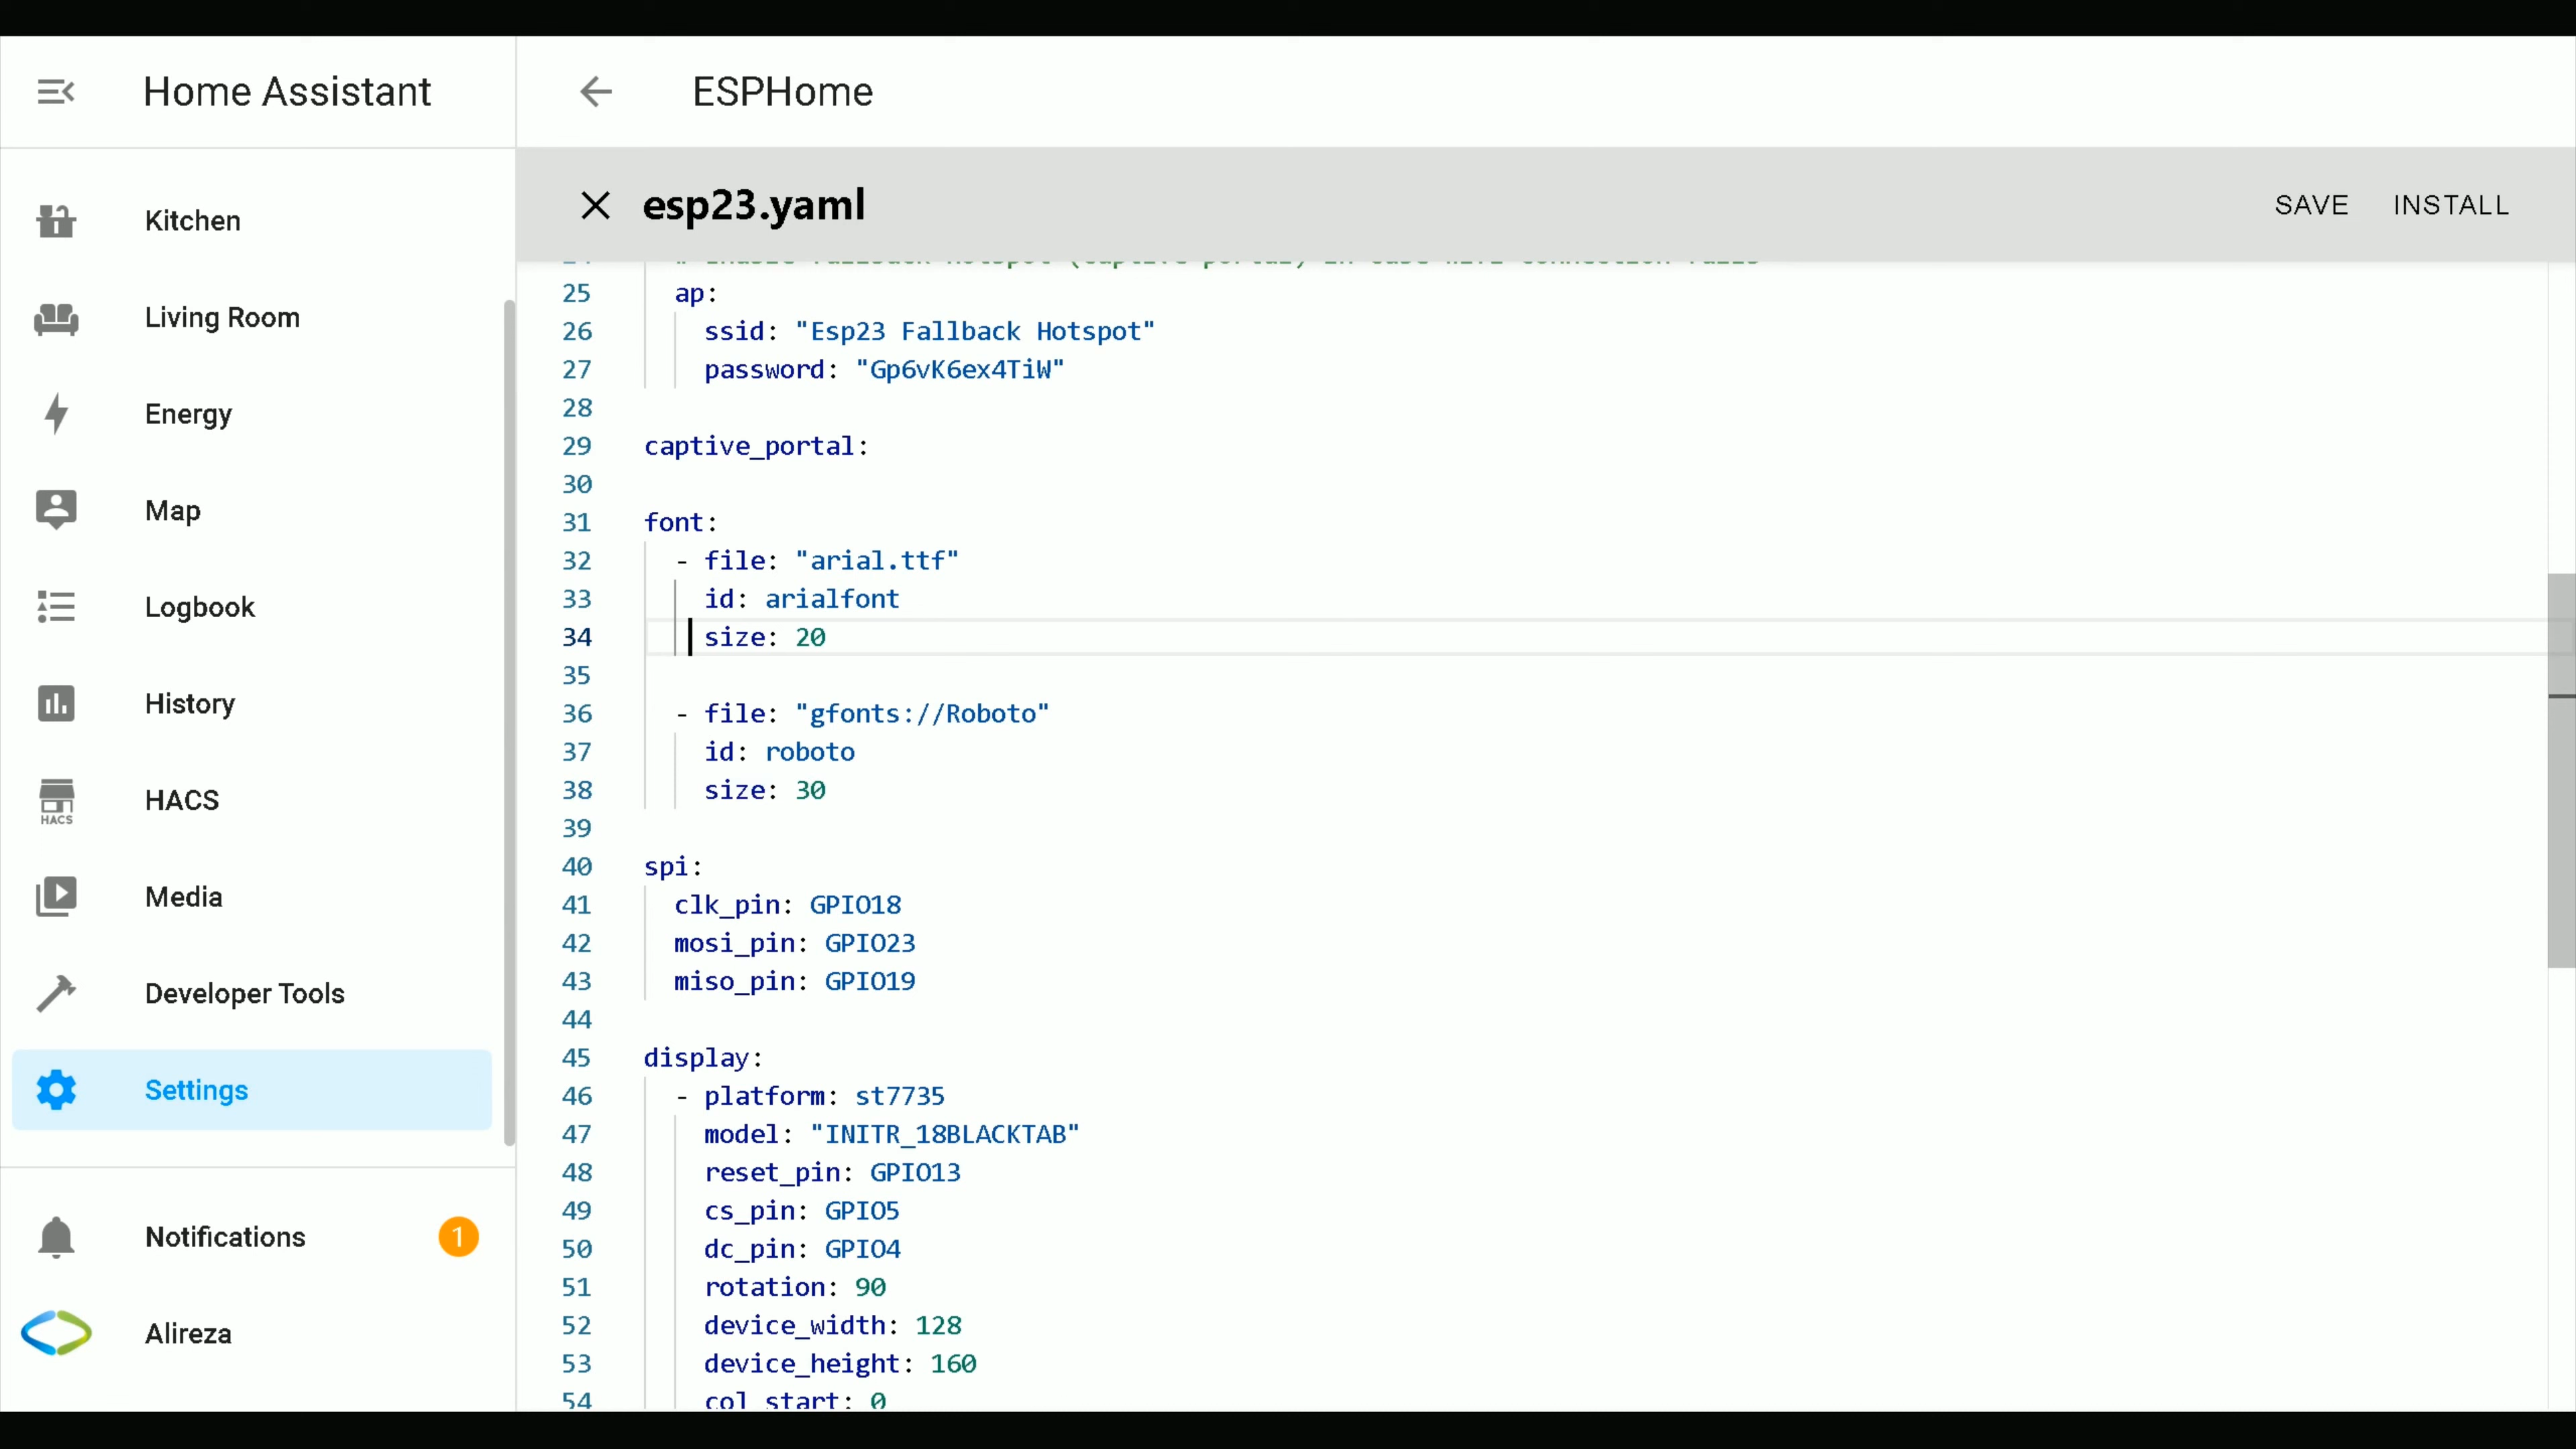 Home Assistant
ESPHome
esp23.yaml
SAVE
INSTALL
Kitchen
Living Room
Energy
Map
Logbook
History
HACS
HACS
Media
Developer Tools
Settings
Notifications
1
Alireza
25 ap:
26 ssid: "Esp23 Fallback Hotspot"
27 password: "Gp6vK6ex4TiW"
28
29 captive_portal:
30
31 font:
32 - file: "arial.ttf"
33 id: arialfont
34 size: 20
35
36 - file: "gfonts://Roboto"
37 id: roboto
38 size: 30
39
40 spi:
41 clk_pin: GPIO18
42 mosi_pin: GPIO23
43 miso_pin: GPIO19
44
45 display:
46 - platform: st7735
47 model: "INITR_18BLACKTAB"
48 reset_pin: GPIO13
49 cs_pin: GPIO5
50 dc_pin: GPIO4
51 rotation: 90
52 device_width: 128
53 device_height: 160
54 col_start: 0